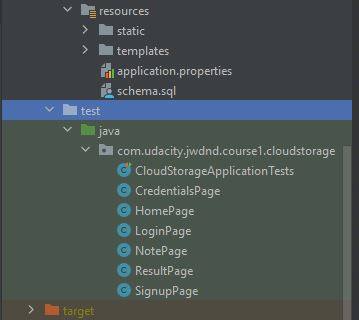 resources
static
templates
application.properties
schema.sql
test
java
com.udacity.jwdnd.course1.cloudstorage
CloudStorageApplicationTests
CredentialsPage
HomePage
LoginPage
NotePage
ResultPage
SignupPage
target